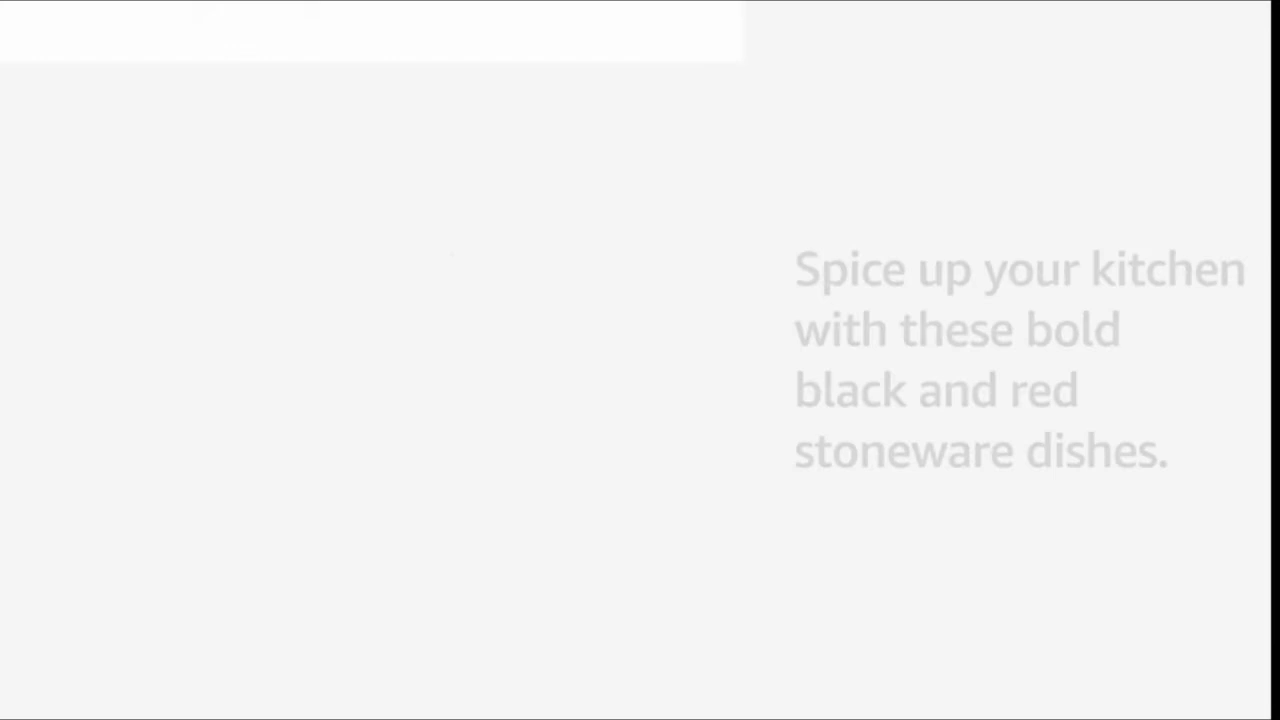 Spice up your kitchen
with these bold
black and red
stoneware dishes.